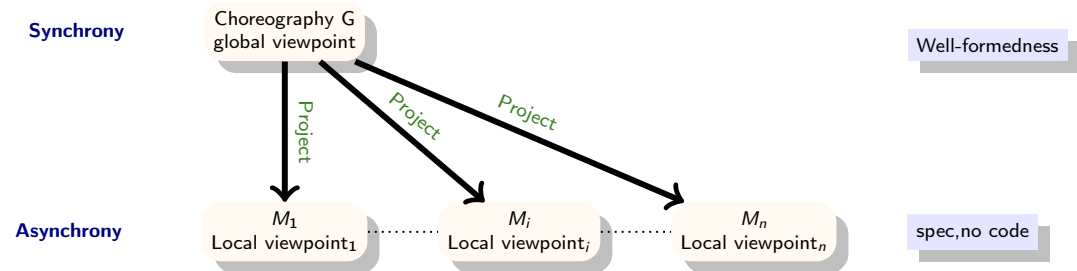 Synchrony
Choreography G
global viewpoint
Well-formedness
Project
Project
Project
Asynchrony
M₁
Local viewpoint₁
Mᵢ
Local viewpointᵢ
Mₙ
Local viewpointₙ
spec,no code